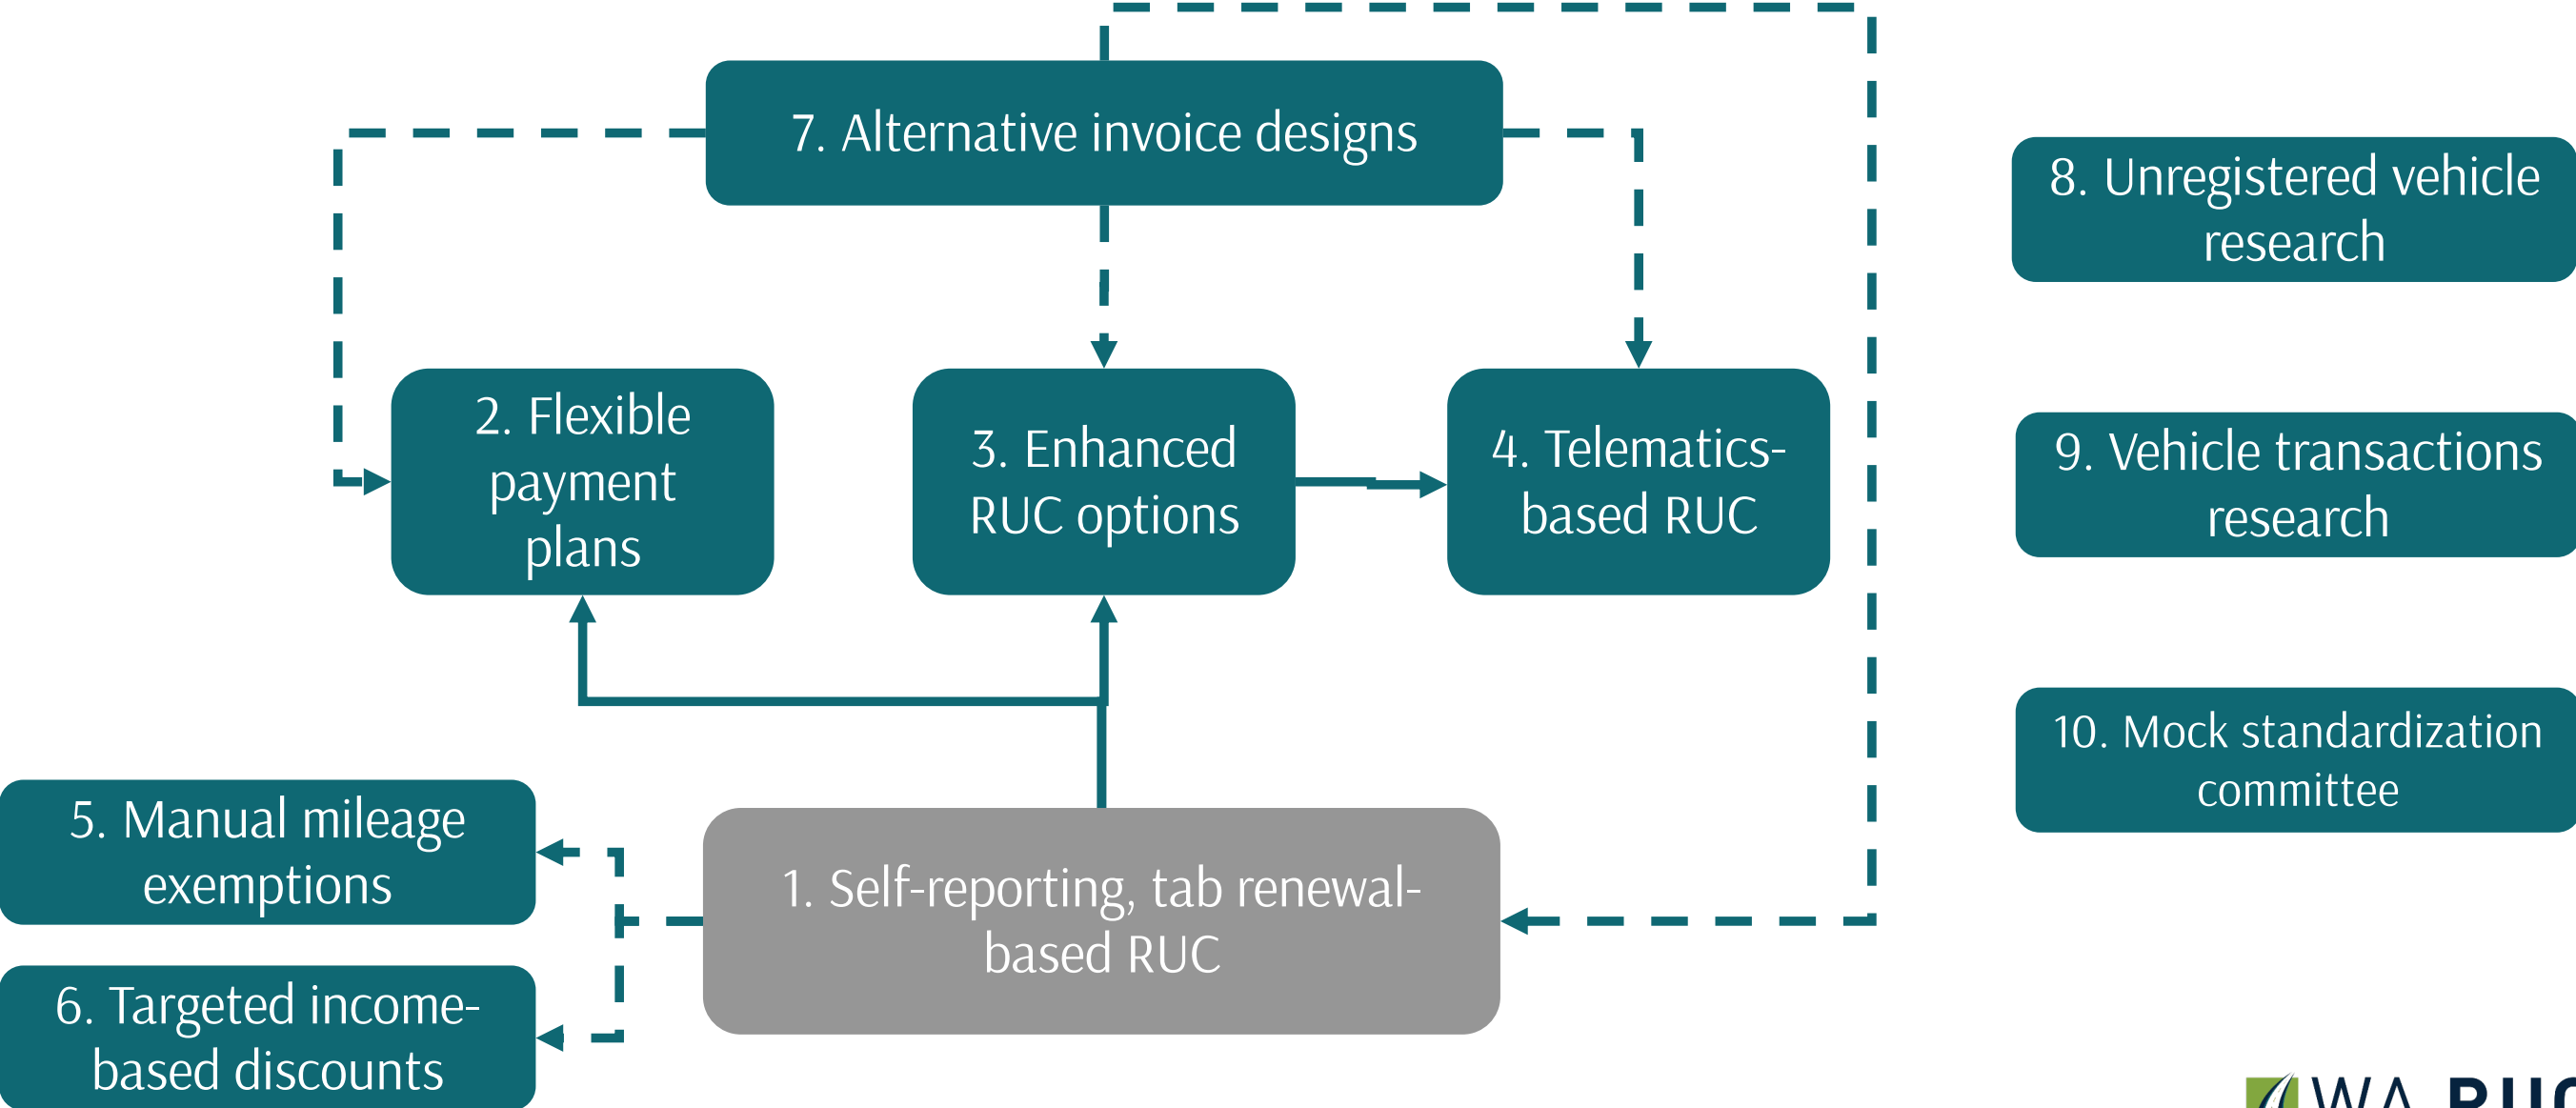 7. Alternative invoice designs
8. Unregistered vehicle
research
2. Flexible
payment
plans
3. Enhanced
RUC options
4. Telematics-
based RUC
9. Vehicle transactions
research
10. Mock standardization
committee
5. Manual mileage
exemptions
1. Self-reporting, tab renewal-
based RUC
6. Targeted income-
based discounts
WA RUC